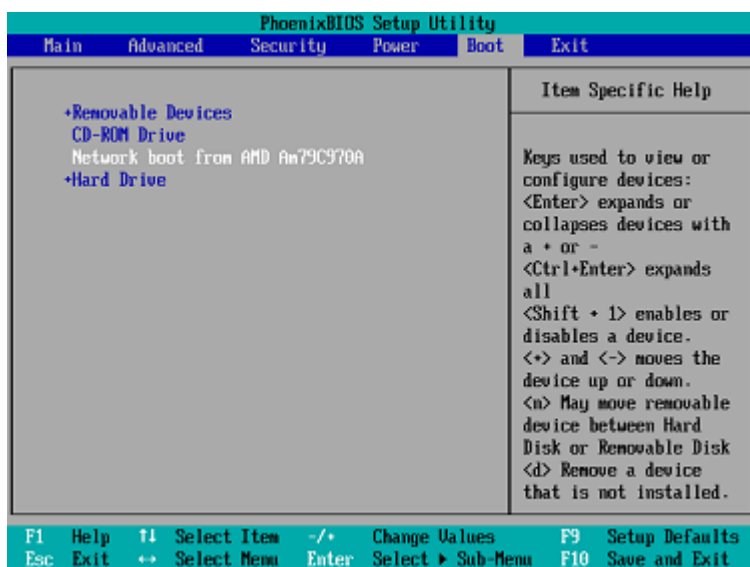 PhoenixBIOS Setup Utility
Main Advanced Security Power Boot Exit
+Removable Devices
CD-ROM Drive
Network boot from AMD Am79C970A
+Hard Drive
Item Specific Help
Keys used to view or
configure devices:
<Enter> expands or
collapses devices with
a + or -
<Ctrl+Enter> expands
all
<Shift + 1> enables or
disables a device.
<+> and <-> moves the
device up or down.
<n> May move removable
device between Hard
Disk or Removable Disk
<d> Remove a device
that is not installed.
F1 Help ↑↓ Select Item -/+ Change Values F9 Setup Defaults
Esc Exit ↔ Select Menu Enter Select ▶ Sub-Menu F10 Save and Exit